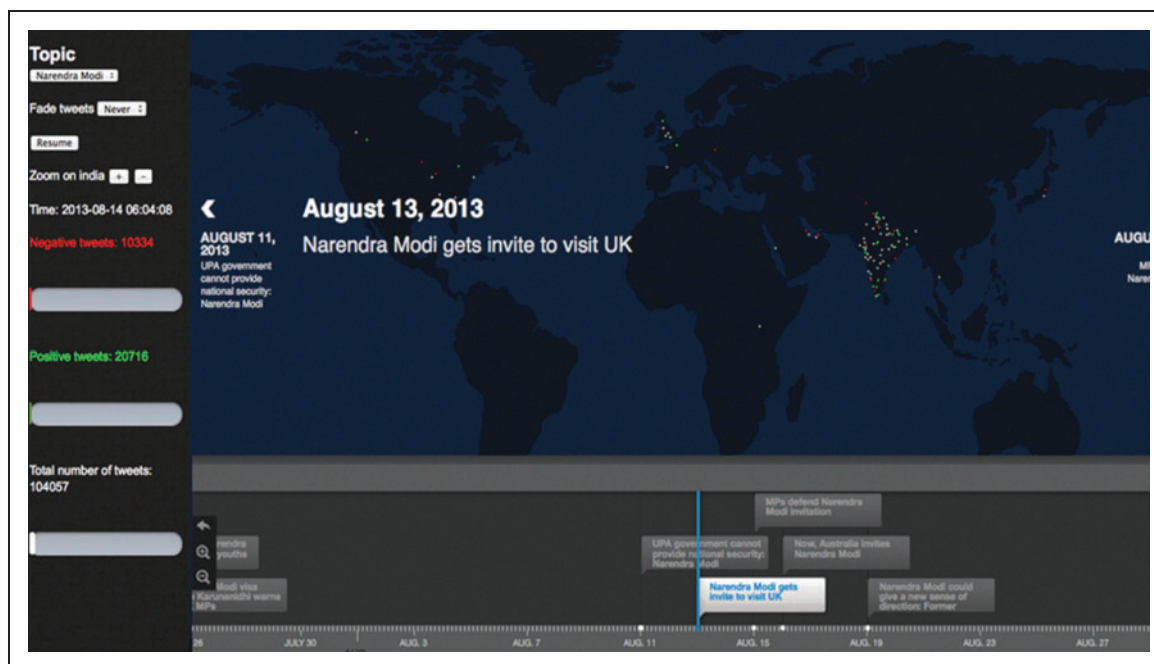 Topic
Narendra Modi
Fade tweets Never
Resume
Zoom on india + -
Time: 2013-08-14 06:04:08
Negative tweets: 10334
Positive tweets: 20716
Total number of tweets:
104057
AUGUST 11,
2013
UPA government
cannot provide
national security:
Narendra Modi
August 13, 2013
Narendra Modi gets invite to visit UK
AUGU
MPs defend Narendra
Modi invitation
youths
UPA government cannot
provide national security:
Narendra Modi
Now, Australia invites
Narendra Modi
Modi visa
Karunanidhi warns
MPs
Narendra Modi gets
invite to visit UK
Narendra Modi could
give a new sense of
direction: Former
26 JULY 30 AUG. 3 AUG. 7 AUG. 11 AUG. 15 AUG. 19 AUG. 23 AUG. 27